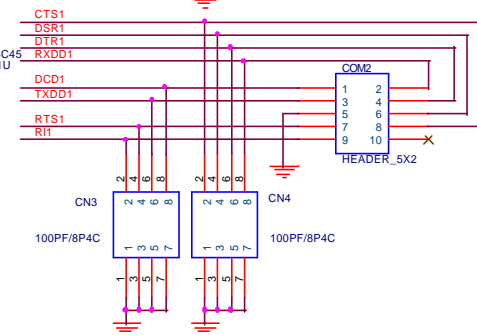 CTS1
DSR1
DTR1
RXDD1
C45
1U
DCD1
TXDD1
RTS1
RI1
COM2
1 2
3 4
5 6
7 8
9 10
HEADER_5X2
2 4 6 8
2 4 6 8
CN3
2 4 6 8
CN4
2 4 6 8
100PF/8P4C
1 3 5 7
100PF/8P4C
1 3 5 7
1 3 5 7
1 3 5 7